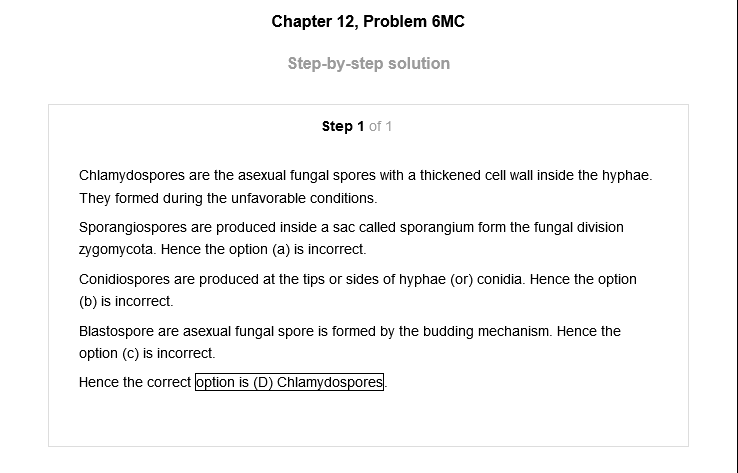 Chapter 12, Problem 6MC
Step-by-step solution
Step 1 of 1
Chlamydospores are the asexual fungal spores with a thickened cell wall inside the hyphae.
They formed during the unfavorable conditions.
Sporangiospores are produced inside a sac called sporangium form the fungal division
zygomycota. Hence the option (a) is incorrect.
Conidiospores are produced at the tips or sides of hyphae (or) conidia. Hence the option
(b) is incorrect.
Blastospore are asexual fungal spore is formed by the budding mechanism. Hence the
option (c) is incorrect.
Hence the correct option is (D) Chlamydospores.